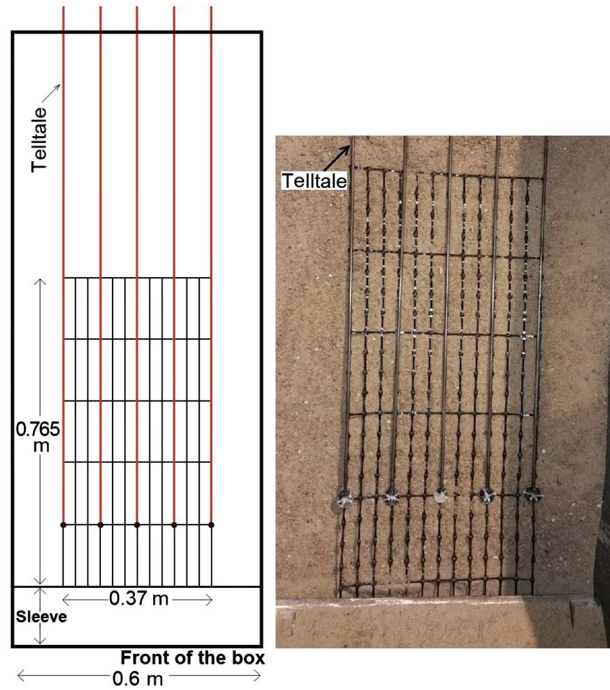 Telltale
Telltale
0.765
m
0.37 m
Sleeve
Front of the box
0.6 m